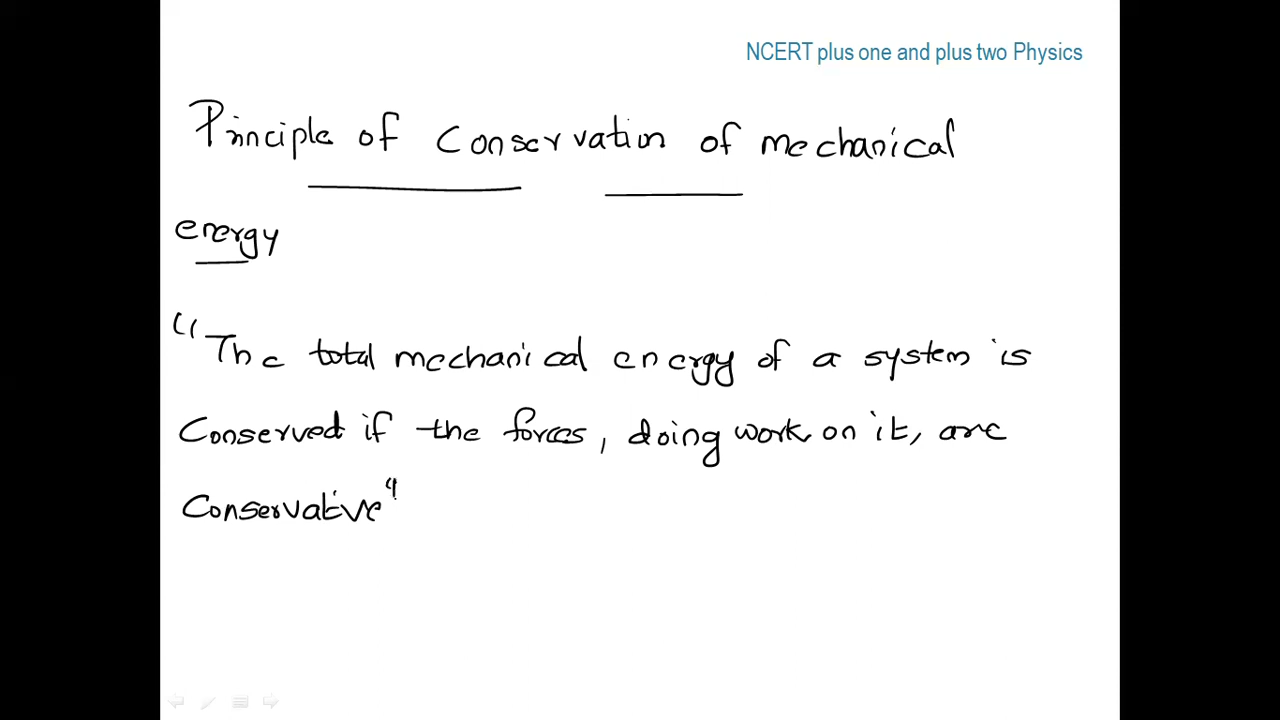 NCERT plus one and plus two Physics
Principle of Conservation of mechanical
energy
"The total mechanical energy of a system is
Conserved if the forces, doing work on it, are
Conservative"